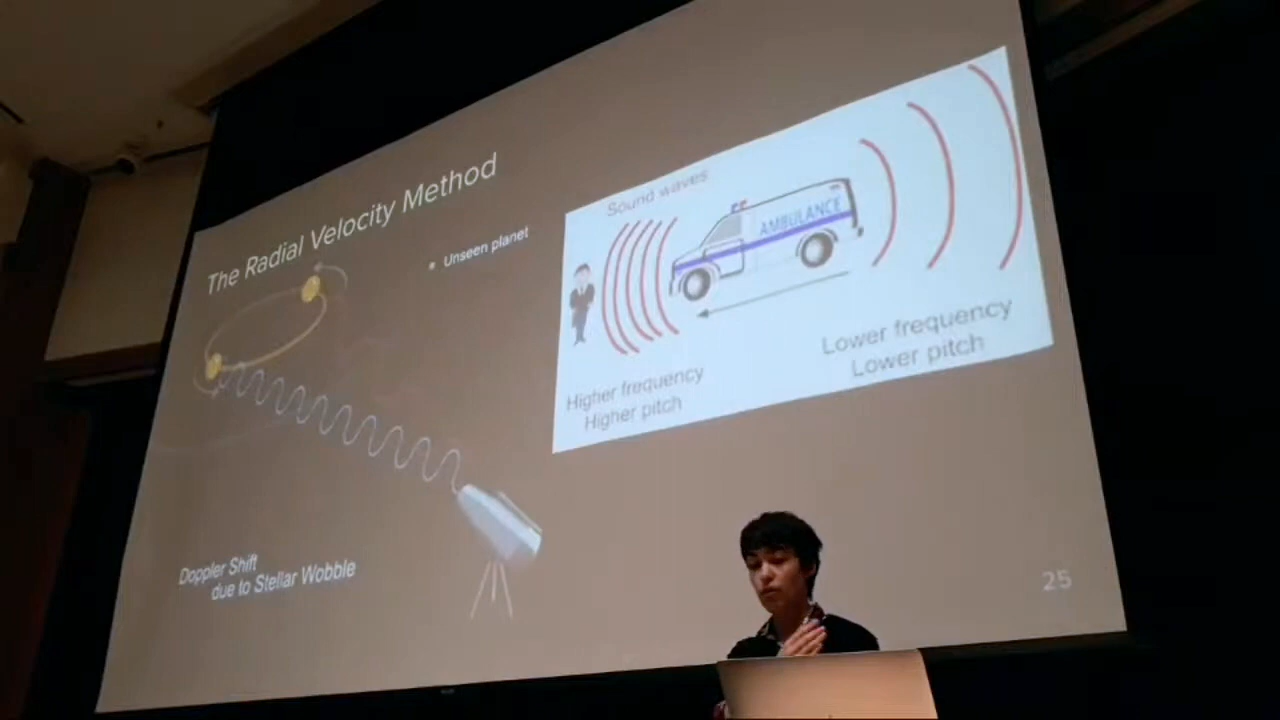 The Radial Velocity Method
Unseen planet
Sound waves
AMBULANCE
Higher frequency
Higher pitch
Lower frequency
Lower pitch
Doppler Shift
due to Stellar Wobble
25